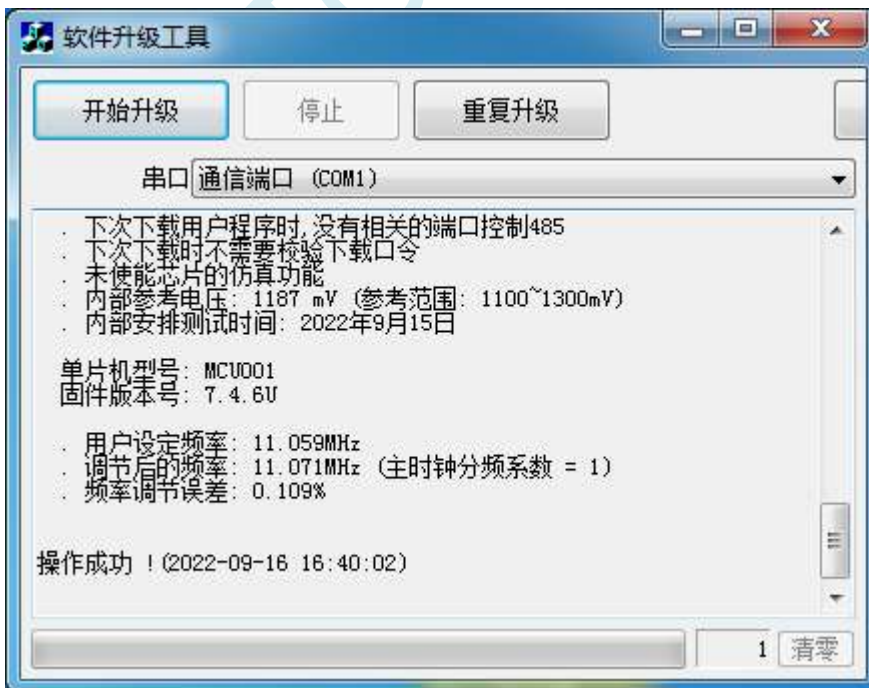 软件升级工具
开始升级
停止
重复升级
串口
通信端口 (COM1)
. 下次下载用户程序时,没有相关的端口控制485
. 下次下载时不需要校验下载口令
. 未使能芯片的仿真功能
. 内部参考电压: 1187 mV (参考范围: 1100~1300mV)
. 内部安排测试时间: 2022年9月15日
单片机型号: MCU001
固件版本号: 7.4.6U
. 用户设定频率: 11.059MHz
. 调节后的频率: 11.071MHz (主时钟分频系数 = 1)
. 频率调节误差: 0.109%
操作成功 !(2022-09-16 16:40:02)
1
清零